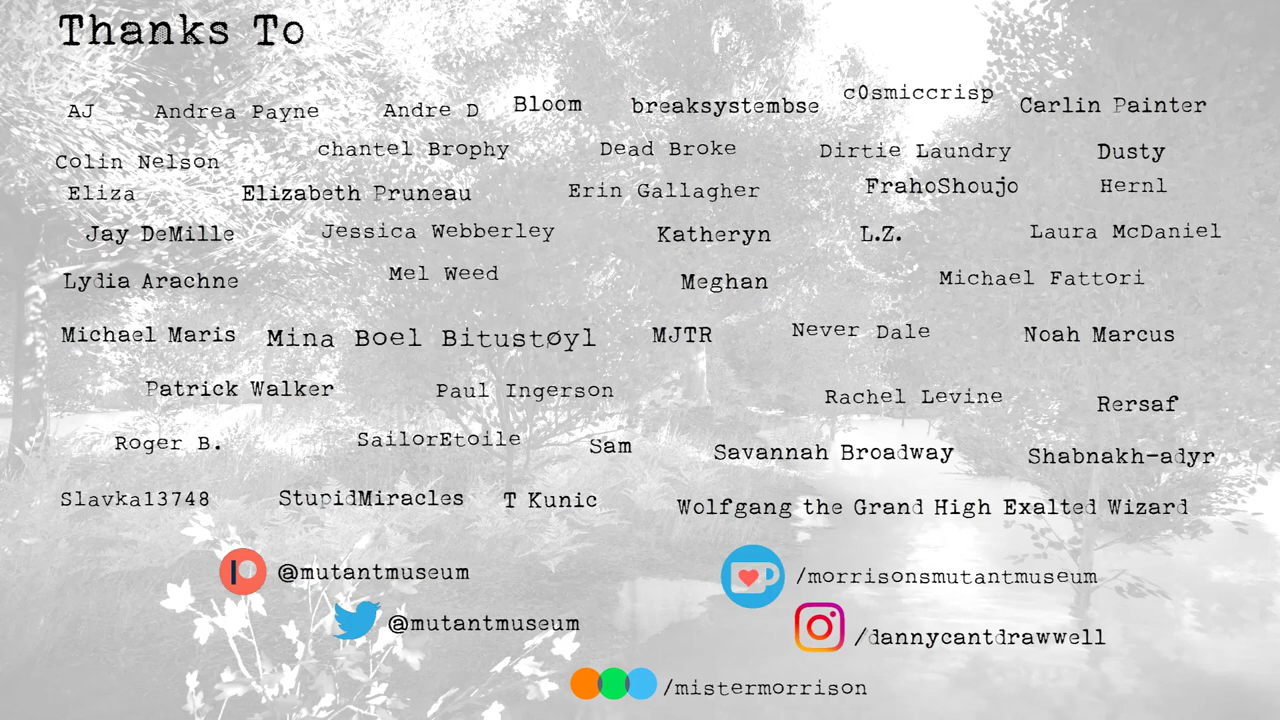 Thanks To
AJ Andrea Payne Andre D Bloom breaksystembse c0smiccrisp Carlin Painter
Colin Nelson chantel Brophy Dead Broke Dirtie Laundry Dusty
Eliza Elizabeth Pruneau Erin Gallagher FrahoShoujo Hernl
Jay DeMille Jessica Webberley Katheryn L.Z. Laura McDaniel
Lydia Arachne Mel Weed Meghan Michael Fattori
Michael Maris Mina Boel Bitustøyl MJTR Never Dale Noah Marcus
Patrick Walker Paul Ingerson Rachel Levine Rersaf
Roger B. SailorEtoile Sam Savannah Broadway Shabnakh-adyr
Slavka13748 StupidMiracles T Kunic Wolfgang the Grand High Exalted Wizard
@mutantmuseum /morrisonsmutantmuseum
@mutantmuseum /dannycantdrawwell
/mistermorrison